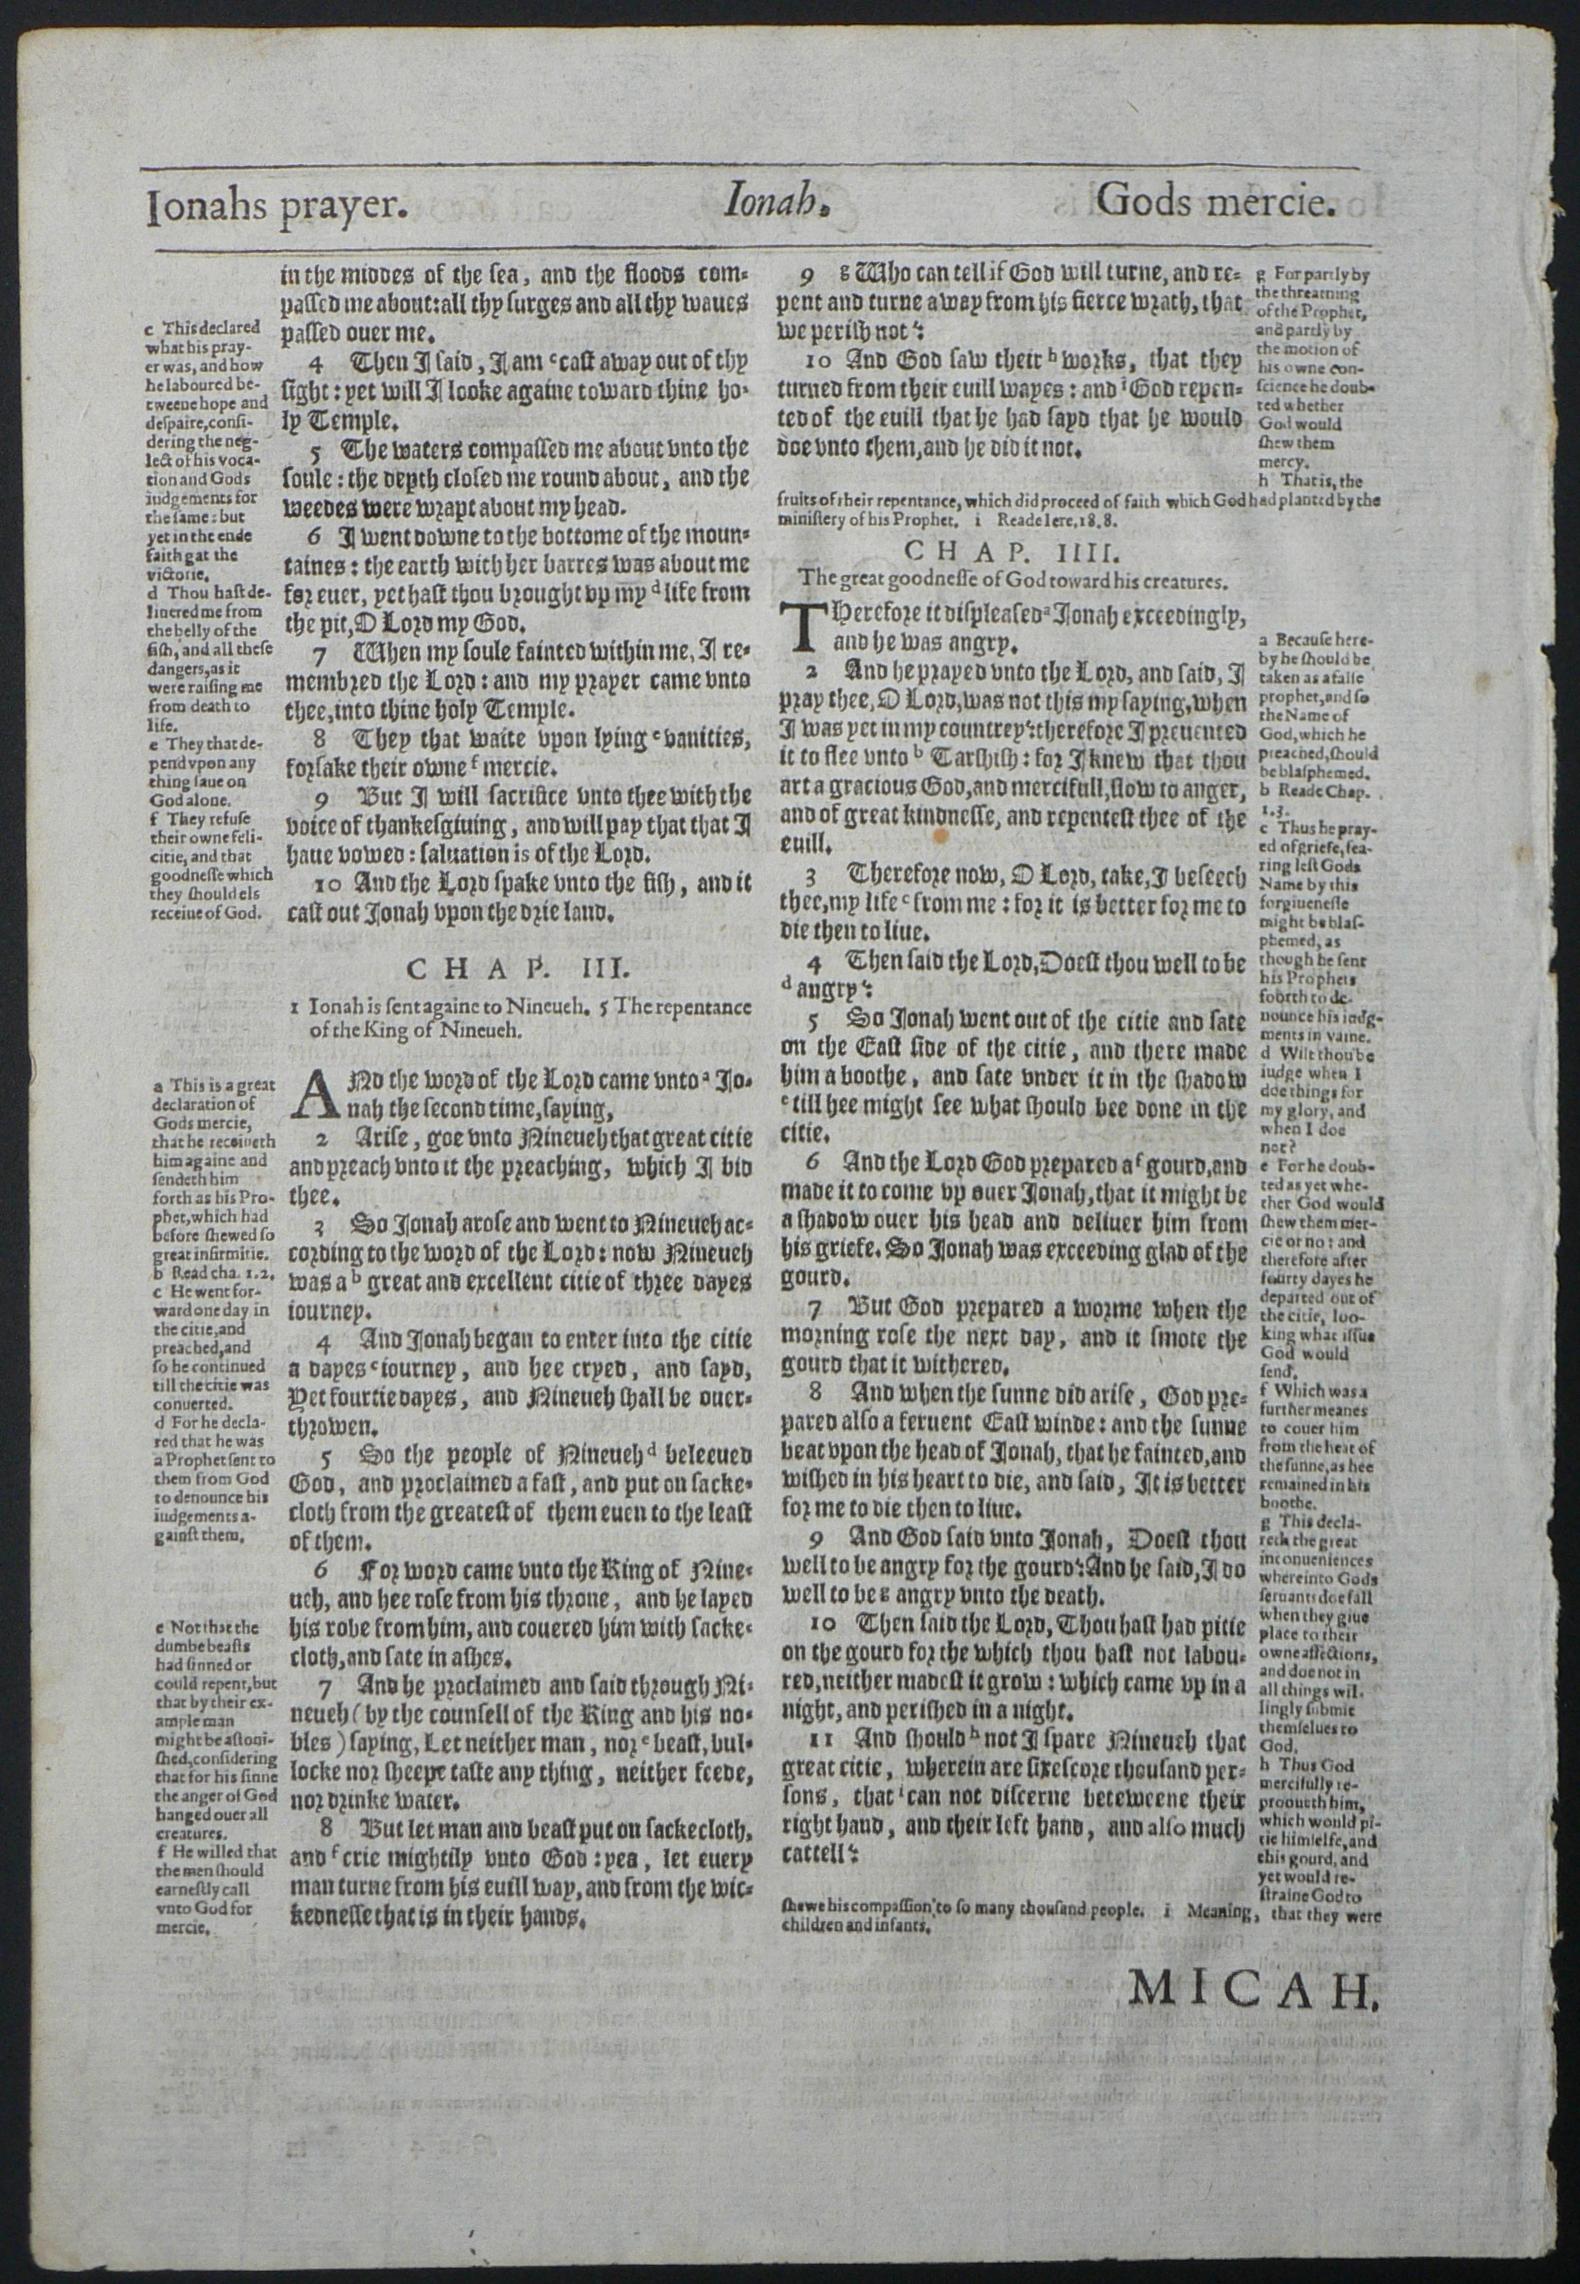 Ionahs prayer.
Ionah.
Gods mercie.
in the middes of the sea, and the floods com-
passed me about: all thy surges and all thy waues
passed ouer me.
4 Then I said, I am c cast away out of thy
sight: yet will I looke againe toward thine ho-
ly Temple.
5 The waters compassed me about vnto the
soule: the depth closed me round about, and the
weedes were wrapt about my head.
6 I went downe to the bottome of the moun-
taines: the earth with her barres was about me
for euer, yet hast thou brought vp my d life from
the pit, O Lord my God.
7 When my soule fainted within me, I re-
membred the Lord: and my prayer came vnto
thee, into thine holy Temple.
8 They that waite vpon lying e vanities,
forsake their owne f mercie.
9 But I will sacrifice vnto thee with the
voice of thankesgiuing, and will pay that that I
haue vowed: saluation is of the Lord.
10 And the Lord spake vnto the fish, and it
cast out Ionah vpon the drie land.
c This declared
what his pray-
er was, and how
he laboured be-
tweene hope and
despaire, consi-
dering the neg-
lect of his voca-
tion and Gods
iudgements for
the same: but
yet in the ende
faith gat the
victorie.
d Thou hast de-
liuered me from
the belly of the
fish, and all these
dangers, as it
were raising me
from death to
life.
e They that de-
pend vpon any
thing saue on
God alone.
f They refuse
their owne feli-
citie, and that
goodnesse which
they should els
receiue of God.
CHAP. III.
1 Ionah is sent againe to Nineueh. 5 The repentance
of the King of Nineueh.
ANd the word of the Lord came vnto a Io-
nah the second time, saying,
2 Arise, goe vnto Nineueh that great citie
and preach vnto it the preaching, which I bid
thee.
3 So Ionah arose and went to Nineueh ac-
cording to the word of the Lord: now Nineueh
was a b great and excellent citie of three dayes
iourney.
4 And Ionah began to enter into the citie
a dayes c iourney, and hee cryed, and sayd,
Yet fourtie dayes, and Nineueh shall be ouer-
throwen.
5 So the people of Nineueh d beleeued
God, and proclaimed a fast, and put on sacke-
cloth from the greatest of them euen to the least
of them.
6 For word came vnto the King of Nine-
ueh, and hee rose from his throne, and he layed
his robe from him, and couered him with sacke-
cloth, and sate in ashes.
7 And he proclaimed and said through Ni-
neueh (by the counsell of the King and his no-
bles) saying, Let neither man, nor e beast, bul-
locke nor sheepe taste any thing, neither feede,
nor drinke water.
8 But let man and beast put on sackecloth,
and f crie mightily vnto God: yea, let euery
man turne from his euill way, and from the wic-
kednesse that is in their hands.
a This is a great
declaration of
Gods mercie,
that he receiueth
him againe and
sendeth him
forth as his Pro-
phet, which had
before shewed so
great infirmitie.
b Read cha. 1.2.
c He went for-
ward one day in
the citie, and
preached, and
so he continued
till the citie was
conuerted.
d For he decla-
red that he was
a Prophet sent to
them from God
to denounce his
iudgements a-
gainst them.
e Not that the
dumbe beasts
had sinned or
could repent, but
that by their ex-
ample man
might be astoni-
shed, considering
that for his sinne
the anger of God
hanged ouer all
creatures.
f He willed that
the men should
earnestly call
vnto God for
mercie.
9 g Who can tell if God will turne, and re-
pent and turne away from his fierce wrath, that
we perish not?
10 And God saw their h works, that they
turned from their euill wayes: and i God repen-
ted of the euill that he had sayd that he would
doe vnto them, and he did it not.
g For partly by
the threatning
of the Prophet,
and partly by
the motion of
his owne con-
science he doub-
ted whether
God would
shew them
mercy.
h That is, the
fruits of their repentance, which did proceed of faith which God had planted by the
ministery of his Prophet. i Reade Iere. 18.8.
CHAP. IIII.
The great goodnesse of God toward his creatures.
THerefore it displeased a Ionah exceedingly,
and he was angry.
2 And he prayed vnto the Lord, and said, I
pray thee, O Lord, was not this my saying, when
I was yet in my countrey? therefore I preuented
it to flee vnto b Tarshish: for I knew that thou
art a gracious God, and mercifull, slow to anger,
and of great kindnesse, and repentest thee of the
euill.
3 Therefore now, O Lord, take, I beseech
thee, my life c from me: for it is better for me to
die then to liue.
4 Then said the Lord, Doest thou well to be
d angry?
5 So Ionah went out of the citie and sate
on the East side of the citie, and there made
him a boothe, and sate vnder it in the shadow
e till hee might see what should bee done in the
citie.
6 And the Lord God prepared a f gourd, and
made it to come vp ouer Ionah, that it might be
a shadow ouer his head and deliuer him from
his griefe. So Ionah was exceeding glad of the
gourd.
7 But God prepared a worme when the
morning rose the next day, and it smote the
gourd that it withered.
8 And when the sunne did arise, God pre-
pared also a feruent East winde: and the sunne
beat vpon the head of Ionah, that he fainted, and
wished in his heart to die, and said, It is better
for me to die then to liue.
9 And God said vnto Ionah, Doest thou
well to be angry for the gourd? And he said, I do
well to be g angry vnto the death.
10 Then said the Lord, Thou hast had pitie
on the gourd for the which thou hast not labou-
red, neither madest it grow: which came vp in a
night, and perished in a night.
11 And should h not I spare Nineueh that
great citie, wherein are sixescore thousand per-
sons, that i can not discerne beteweene their
right hand, and their left hand, and also much
cattell?
a Because here-
by he should be
taken as a false
prophet, and so
the Name of
God, which he
preached, should
be blasphemed.
b Reade Chap.
1.3.
c Thus he pray-
ed of griefe, fea-
ring lest Gods
Name by this
forgiuenesse
might be blas-
phemed, as
though he sent
his Prophets
foorth to de-
nounce his iudg-
ments in vaine.
d Wilt thou be
iudge when I
doe things for
my glory, and
when I doe
not?
e For he doub-
ted as yet whe-
ther God would
shew them mer-
cie or no: and
therefore after
fourty dayes he
departed out of
the citie, loo-
king what issue
God would
send.
f Which was a
further meanes
to couer him
from the heat of
the sunne, as hee
remained in his
boothe.
g This decla-
reth the great
inconueniences
whereinto Gods
seruants doe fall
when they giue
place to their
owne affections,
and doe not in
all things wil-
lingly submit
themselues to
God.
h Thus God
mercifully re-
prooueth him,
which would pi-
tie himselfe, and
this gourd, and
yet would re-
straine God to
shewe his compassion to so many thousand people. i Meaning, that they were
children and infants.
MICAH.